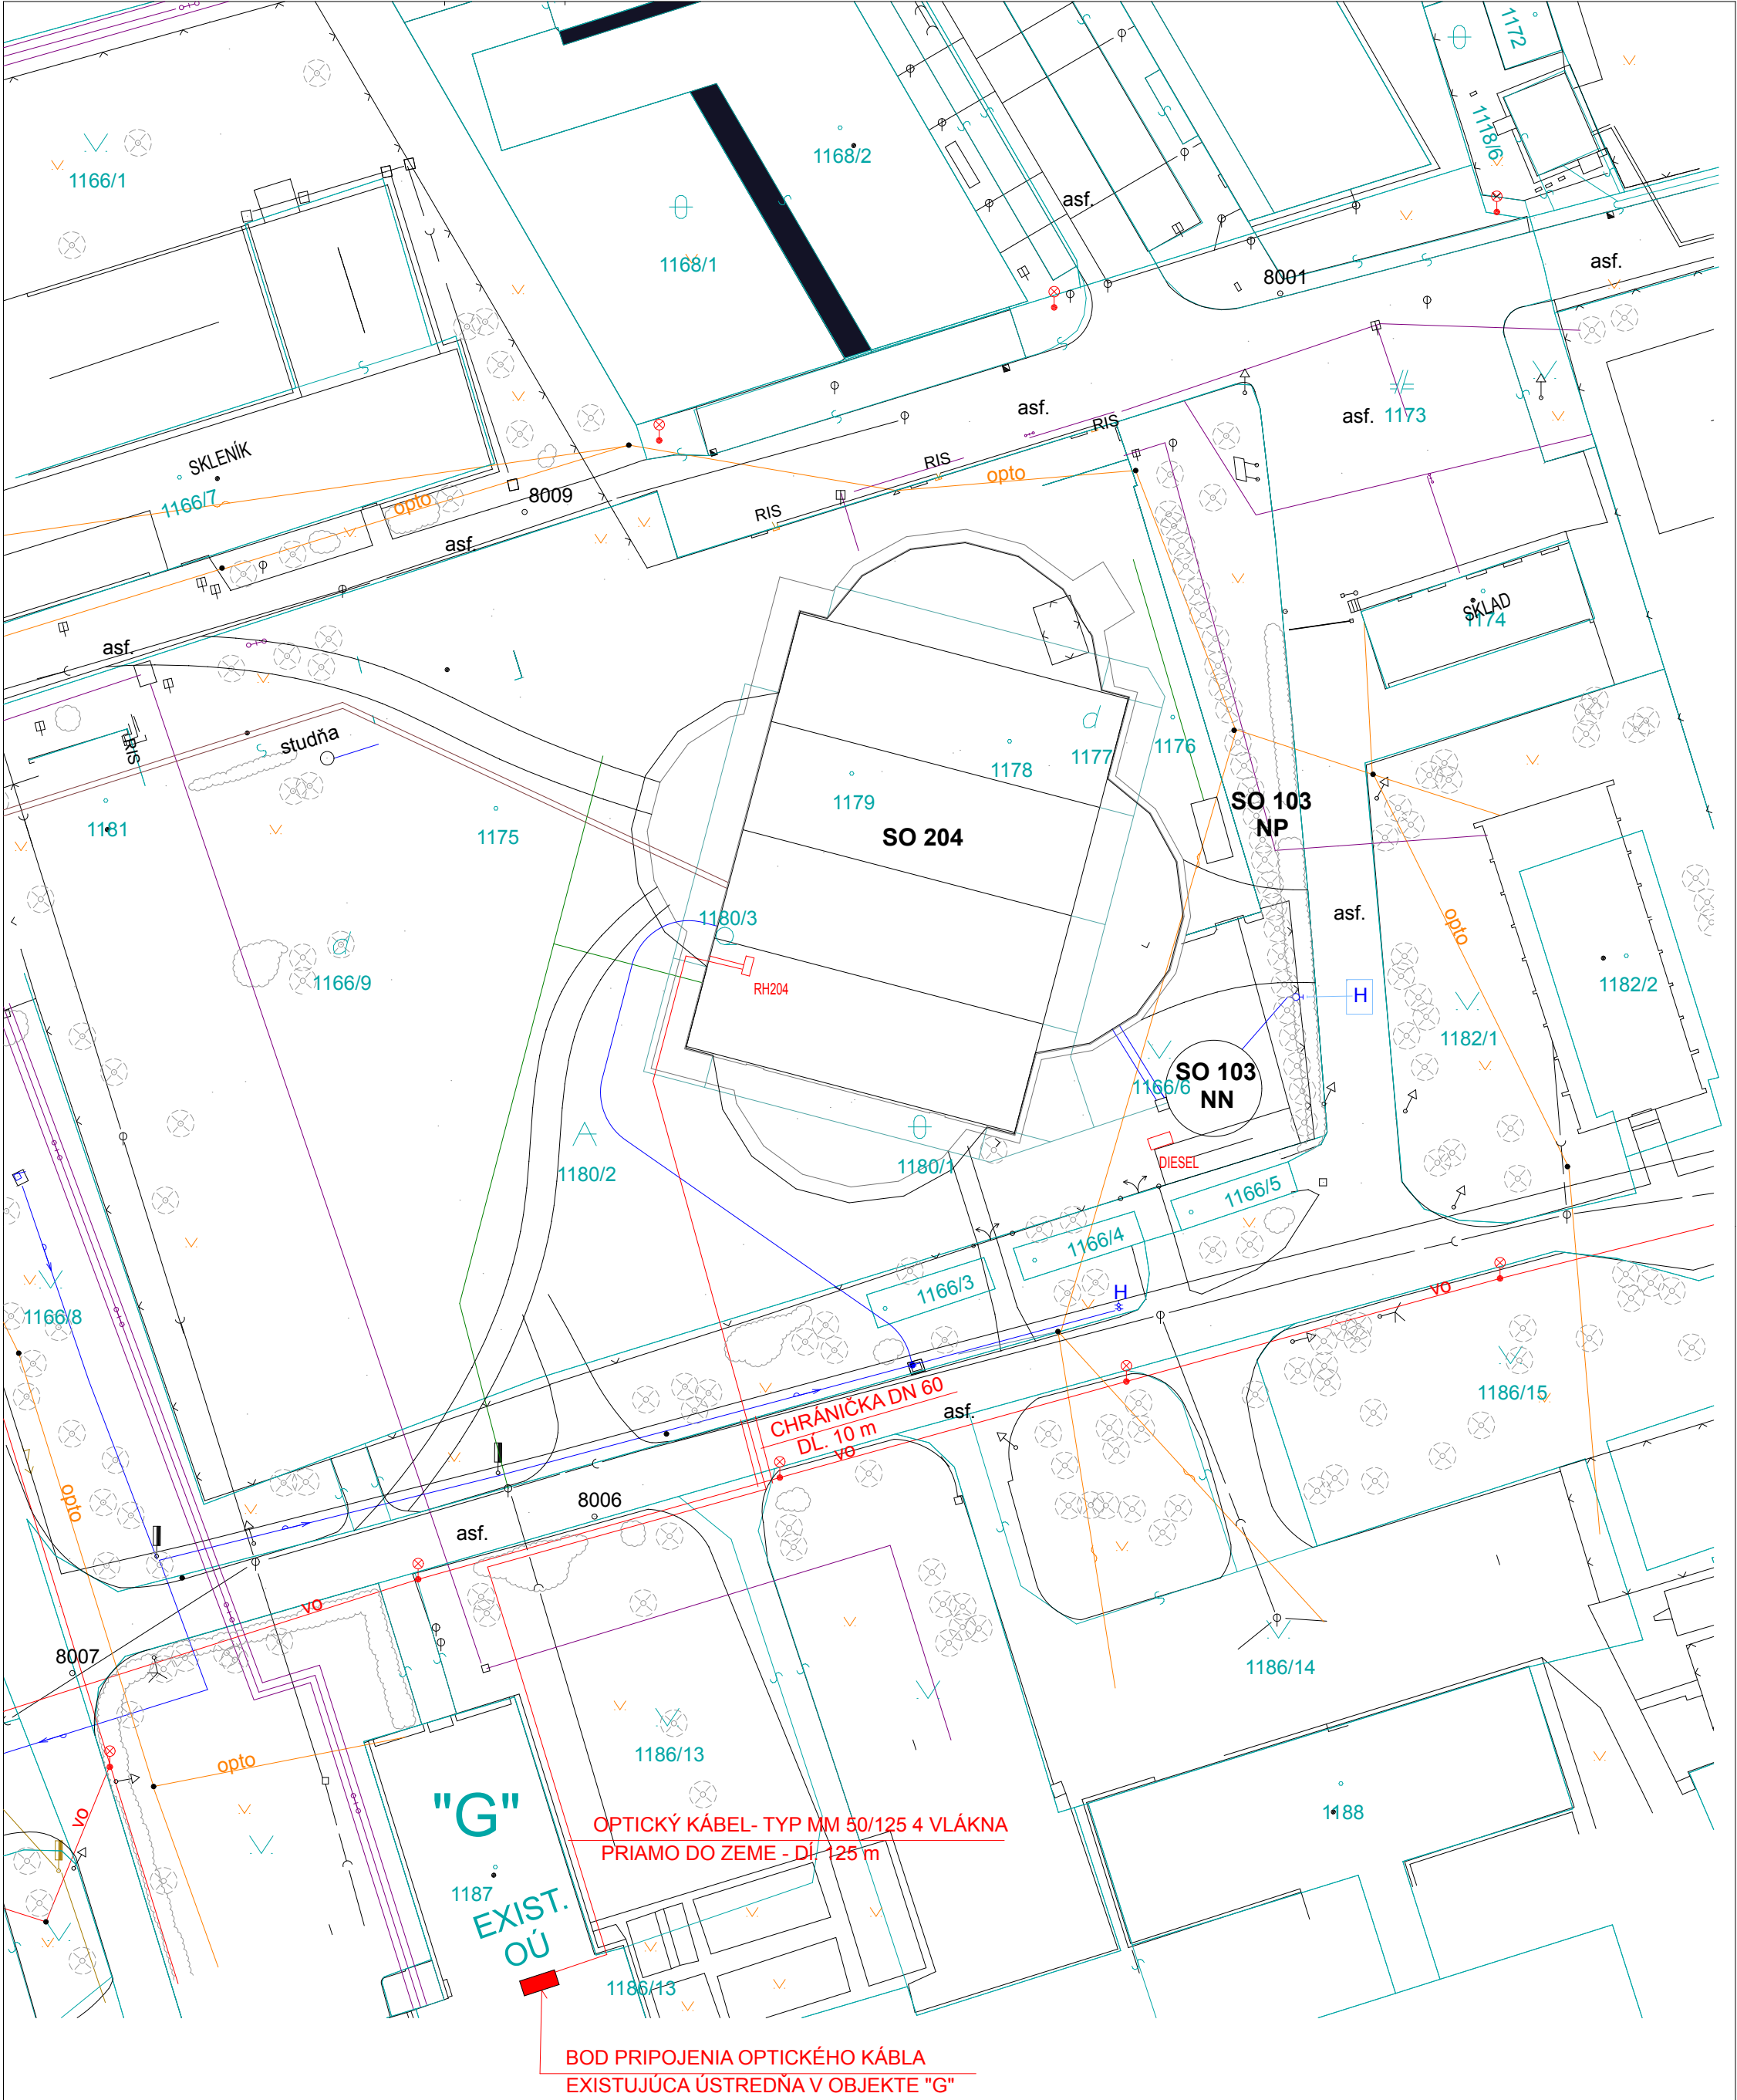 1172
1168/2
1118/6
1166/1
asf.
1168/1
asf.
8001
asf.
asf.
1173
RIS
SKLENÍK
RIS
opto
1166/7
opto
8009
RIS
asf.
SKLAD
1174
asf.
d
RIS
studňa
1177
1176
1178
1179
SO 103
NP
1181
1175
SO 204
asf.
1180/3
opto
d
1166/9
RH204
H
1182/2
1182/1
SO 103
NN
1166/6
1180/2
1180/1
DIESEL
1166/5
1166/4
1166/3
H
vo
1166/8
1186/15
CHRÁNIČKA DN 60
DĹ. 10 m
vo
asf.
opto
8006
asf.
vo
8007
1186/14
1186/13
opto
"G"
vo
1188
OPTICKÝ KÁBEL- TYP MM 50/125 4 VLÁKNA
PRIAMO DO ZEME - Dĺ. 125 m
1187
EXIST.
OÚ
1186/13
BOD PRIPOJENIA OPTICKÉHO KÁBLA
EXISTUJÚCA ÚSTREDŇA V OBJEKTE "G"